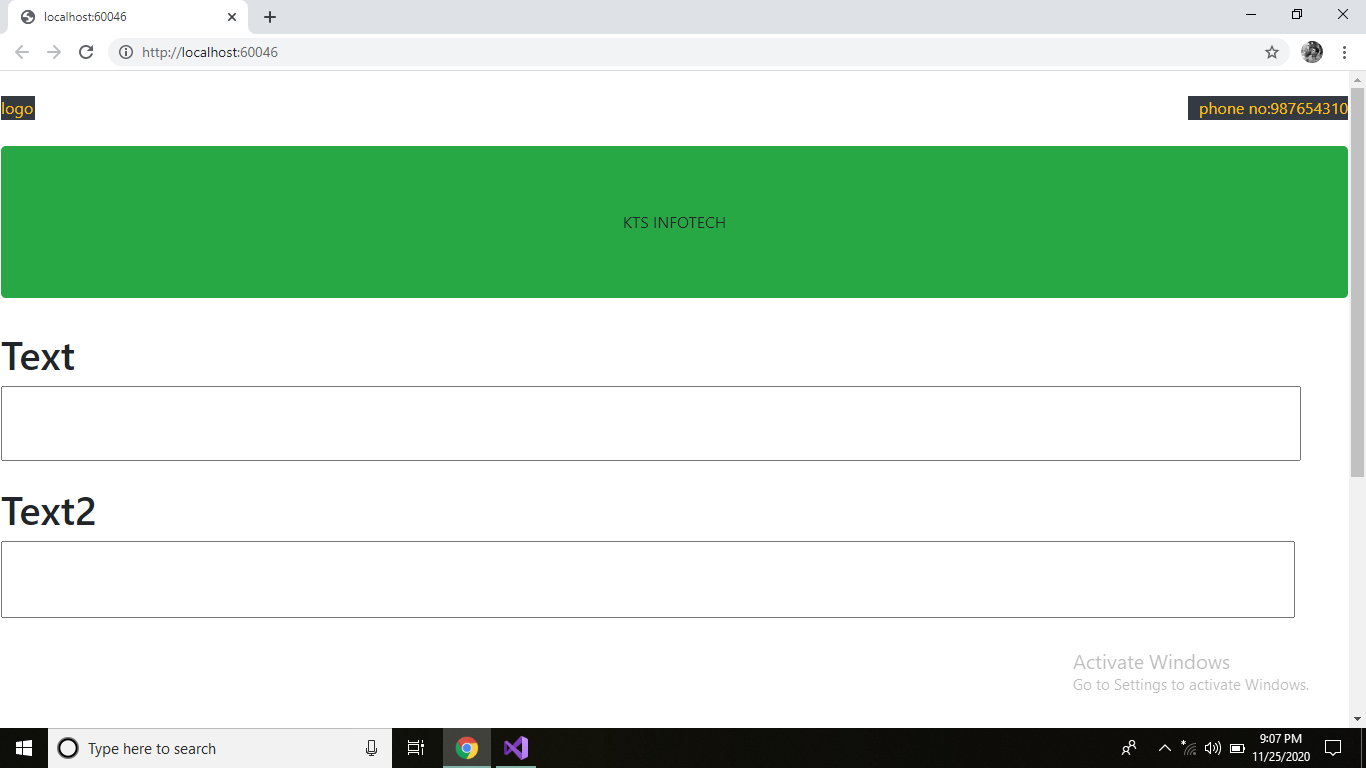 localhost:60046
http://localhost:60046
logo
phone no:987654310
KTS INFOTECH
Text
Text2
Activate Windows
Go to Settings to activate Windows.
Type here to search
9:07 PM
11/25/2020